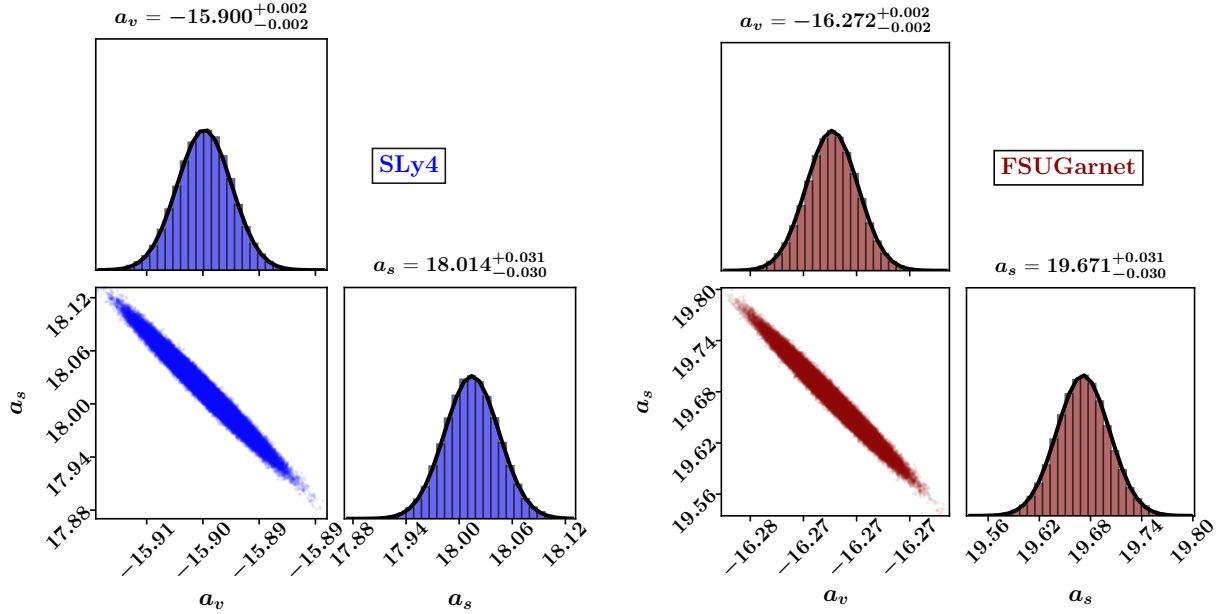 a_v = −15.900^{+0.002}_{−0.002}
SLy4
a_s = 18.014^{+0.031}_{−0.030}
18.12
18.06
18.00
17.94
17.88
a_s
−15.91
−15.90
−15.89
−15.89
a_v
17.88
17.94
18.00
18.06
18.12
a_s
a_v = −16.272^{+0.002}_{−0.002}
FSUGarnet
a_s = 19.671^{+0.031}_{−0.030}
19.80
19.74
19.68
19.62
19.56
a_s
−16.28
−16.27
−16.27
−16.27
a_v
19.56
19.62
19.68
19.74
19.80
a_s